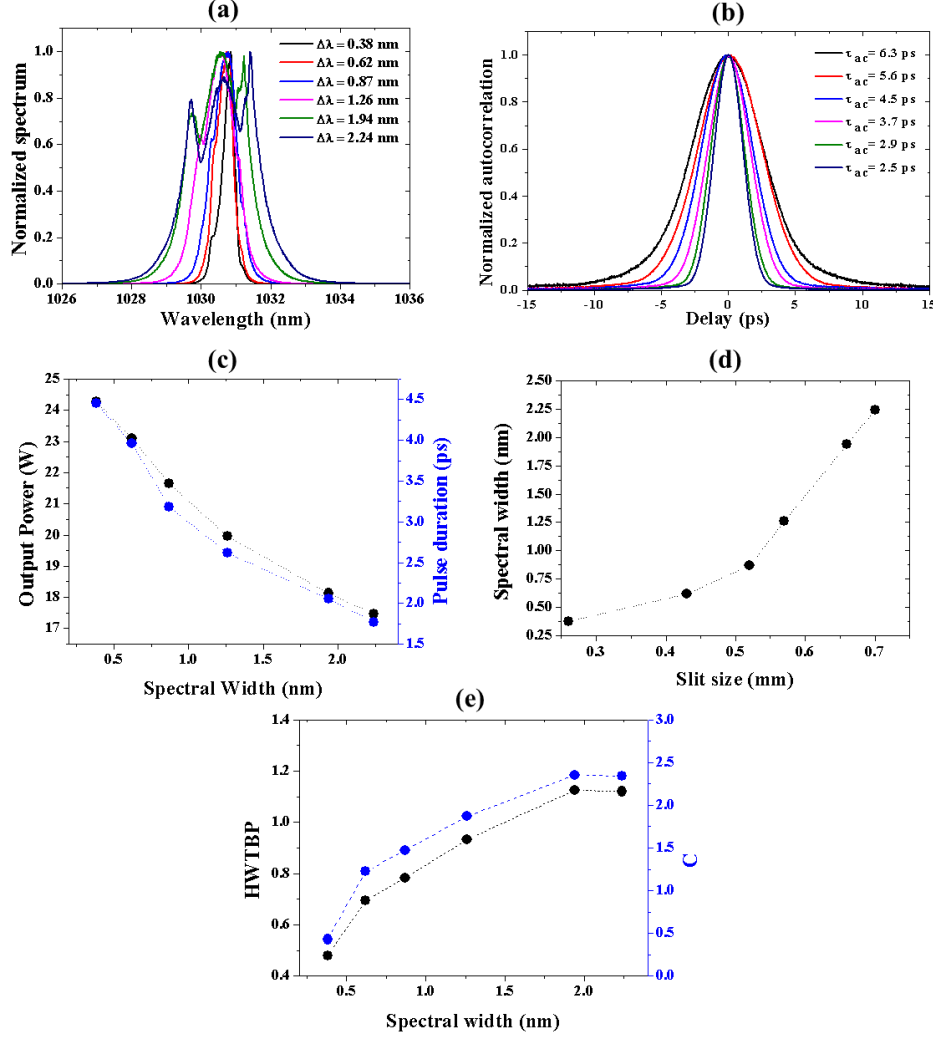 (a)
1.0
0.8
0.6
0.4
0.2
0.0
Normalized spectrum
Δλ = 0.38 nm
Δλ = 0.62 nm
Δλ = 0.87 nm
Δλ = 1.26 nm
Δλ = 1.94 nm
Δλ = 2.24 nm
1026 1028 1030 1032 1034 1036
Wavelength (nm)
(b)
1.0
0.8
0.6
0.4
0.2
0.0
Normalized autocorrelation
τ ac = 6.3 ps
τ ac = 5.6 ps
τ ac = 4.5 ps
τ ac = 3.7 ps
τ ac = 2.9 ps
τ ac = 2.5 ps
-15 -10 -5 0 5 10 15
Delay (ps)
(c)
25
24
23
22
21
20
19
18
17
Output Power (W)
4.5
4.0
3.5
3.0
2.5
2.0
1.5
Pulse duration (ps)
0.5 1.0 1.5 2.0
Spectral Width (nm)
(d)
2.50
2.25
2.00
1.75
1.50
1.25
1.00
0.75
0.50
0.25
Spectral width (nm)
0.3 0.4 0.5 0.6 0.7
Slit size (mm)
(e)
1.4
1.2
1.0
0.8
0.6
0.4
HWTBP
3
2.5
2.0
1.5
1.0
0.5
0.0
C
0.5 1.0 1.5 2.0
Spectral width (nm)